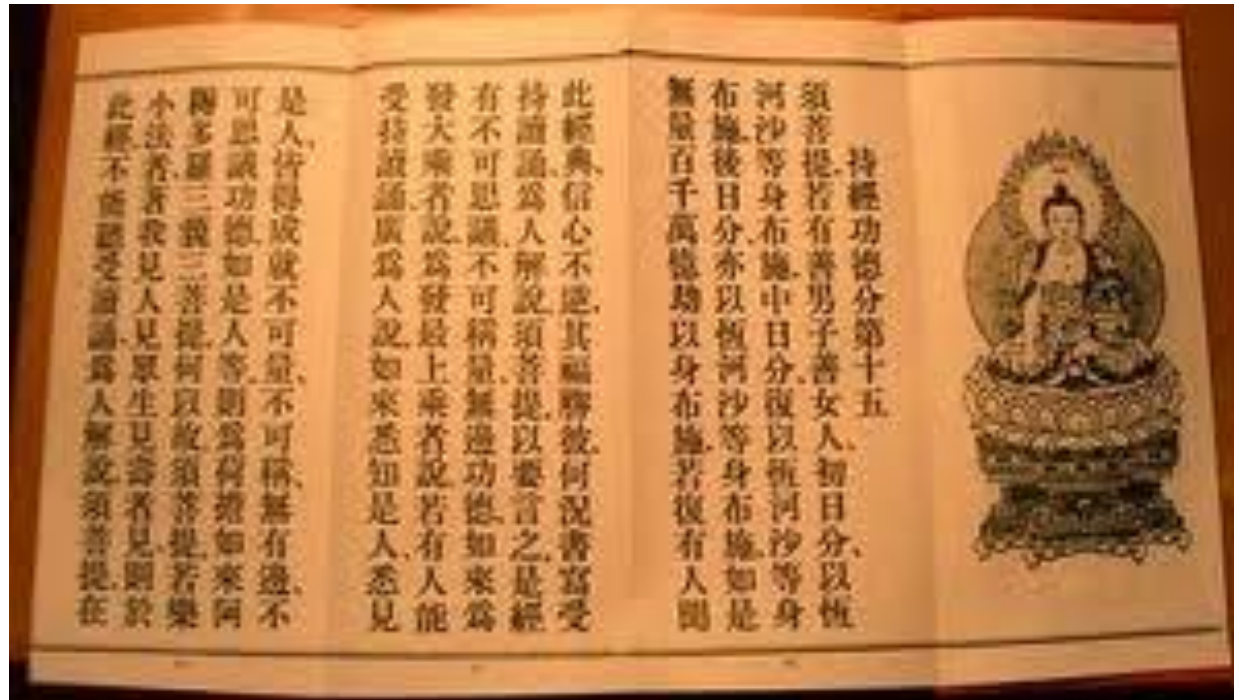 持經功德分第十五
須菩提、若有善男子善女人、初日分、以恆
河沙等身布施、中日分、復以恆河沙等身
布施、後日分、亦以恆河沙等身布施、如是
無量百千萬億劫以身布施、若復有人聞
此經典、信心不逆、其福勝彼、何況書寫受
持讀誦、爲人解說、須菩提、以要言之、是經
有不可思議、不可稱量、無邊功德、如來爲
發大乘者說、爲發最上乘者說、若有人能
受持讀誦、廣爲人說、如來悉知是人、悉見
是人、皆得成就不可量、不可稱、無有邊、不
可思議功德、如是人等、則爲荷擔如來阿
耨多羅三藐三菩提、何以故、須菩提、若樂
小法者、著我見人見眾生見壽者見、則於
此經、不能聽受讀誦、爲人解說、須菩提、在